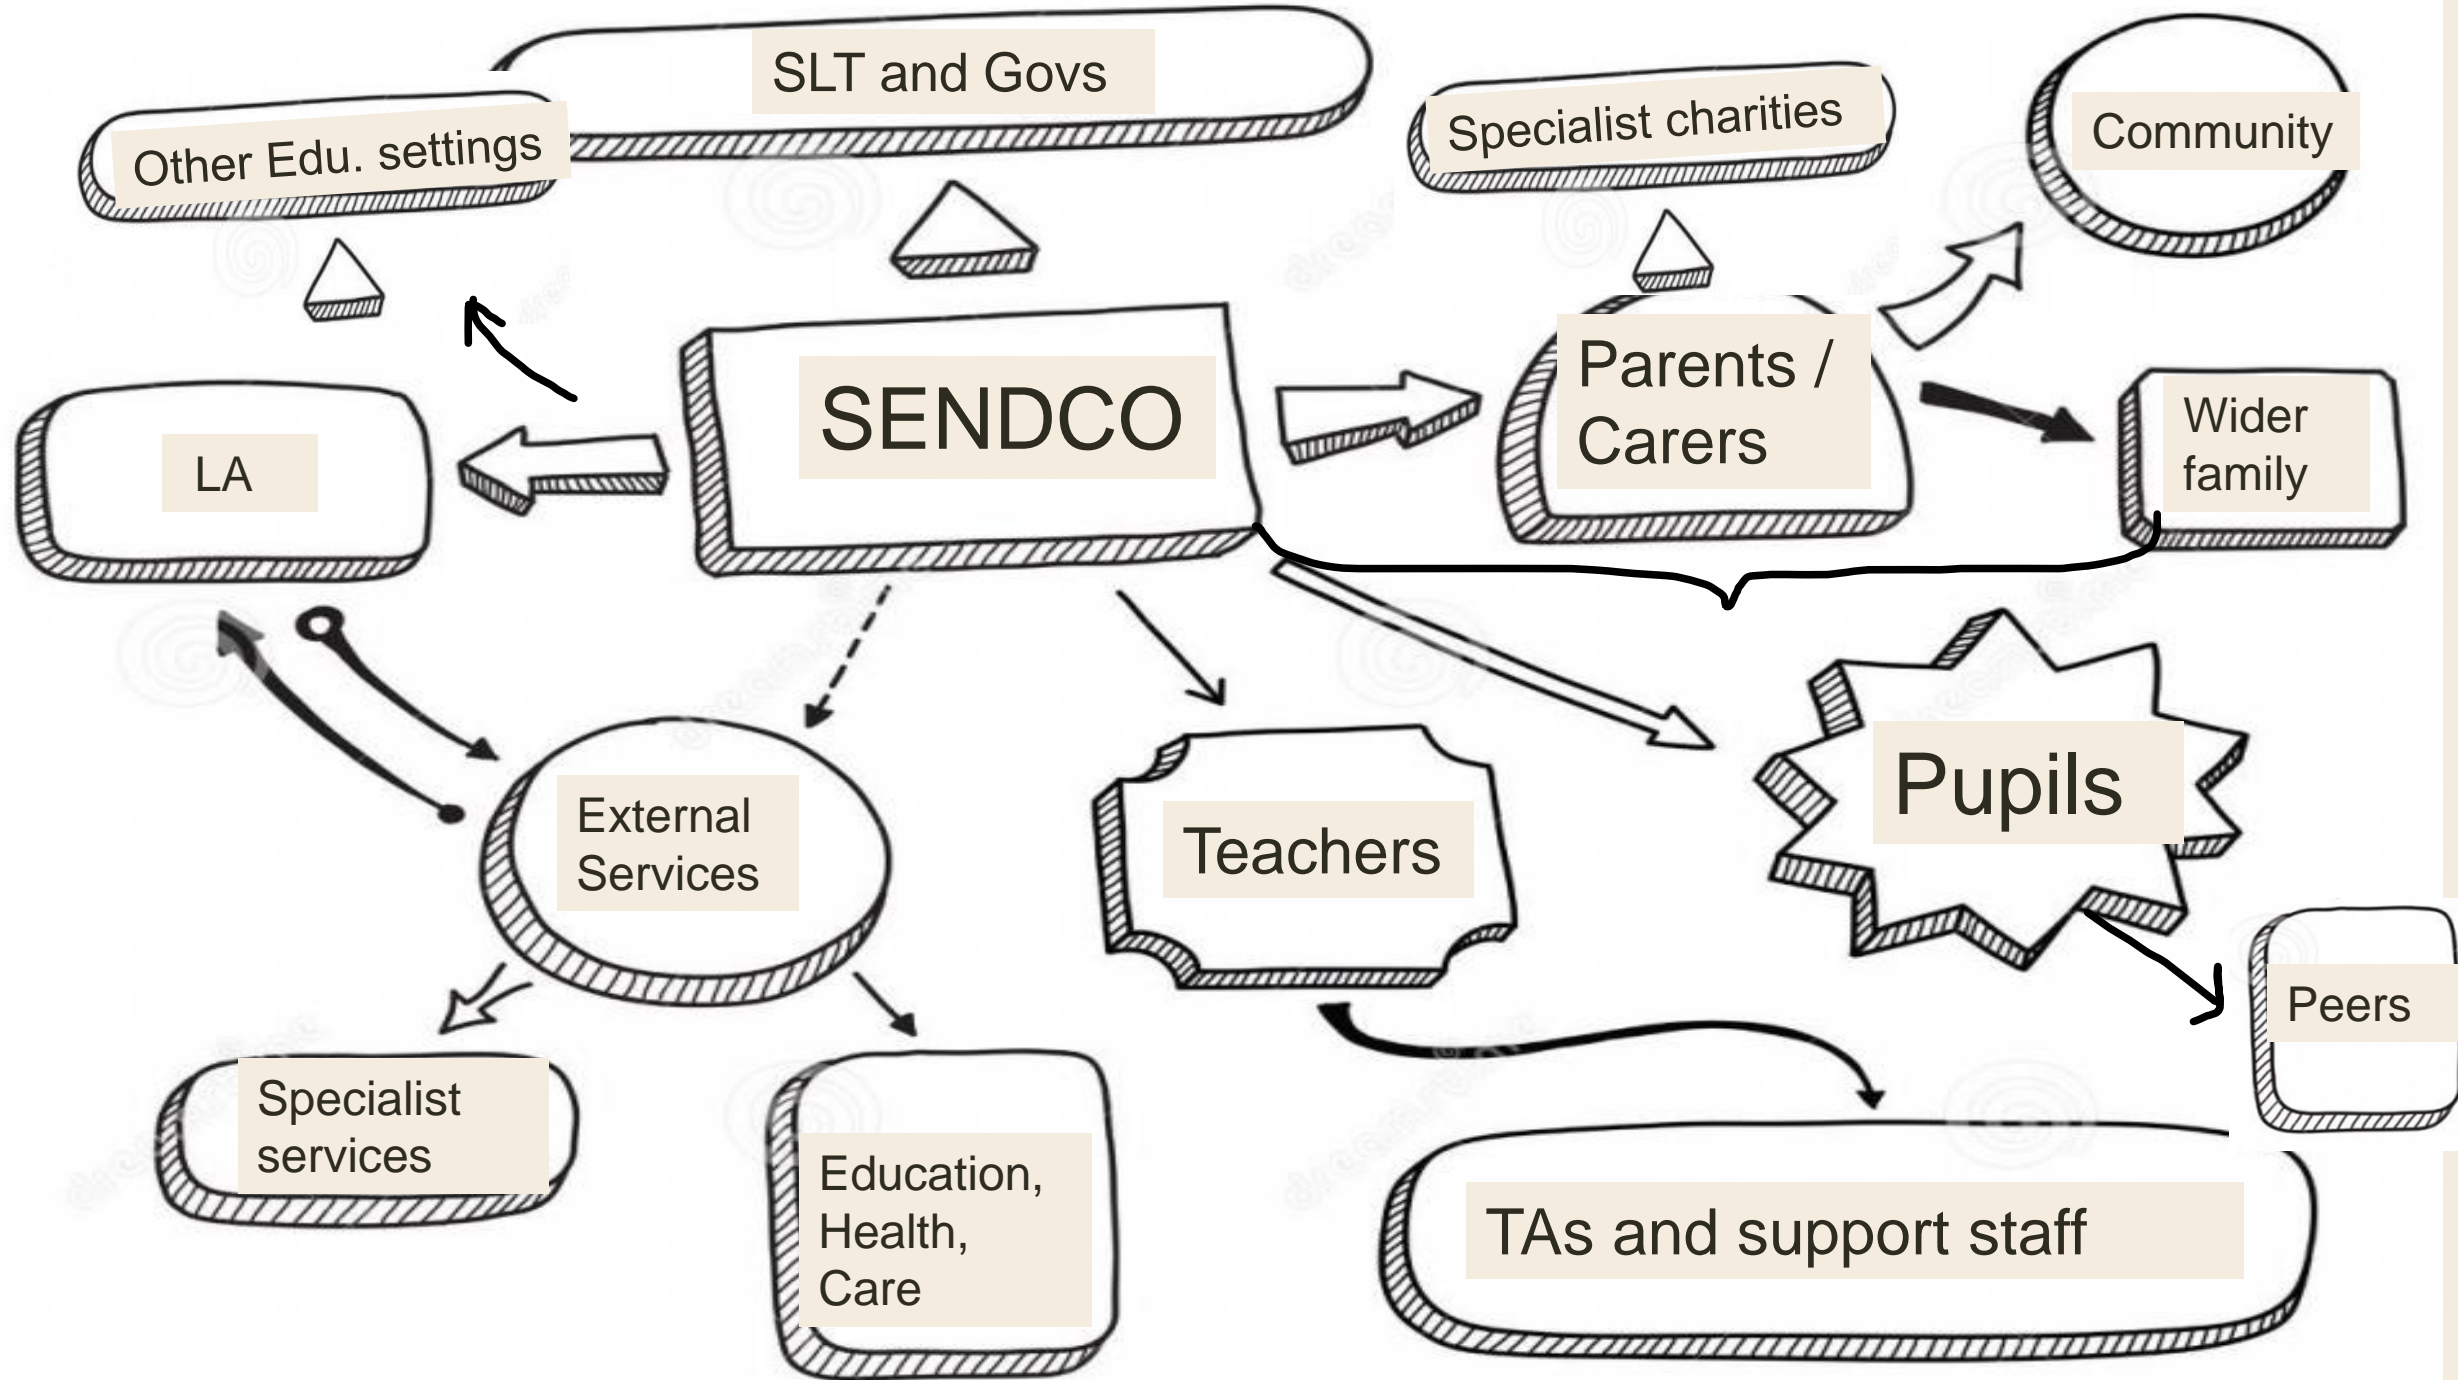 SLT and Govs
Other Edu. settings
Specialist charities
Community
SENDCO
Parents /
Carers
Wider
family
LA
External
Services
Teachers
Pupils
Peers
Specialist
services
Education,
Health,
Care
TAs and support staff